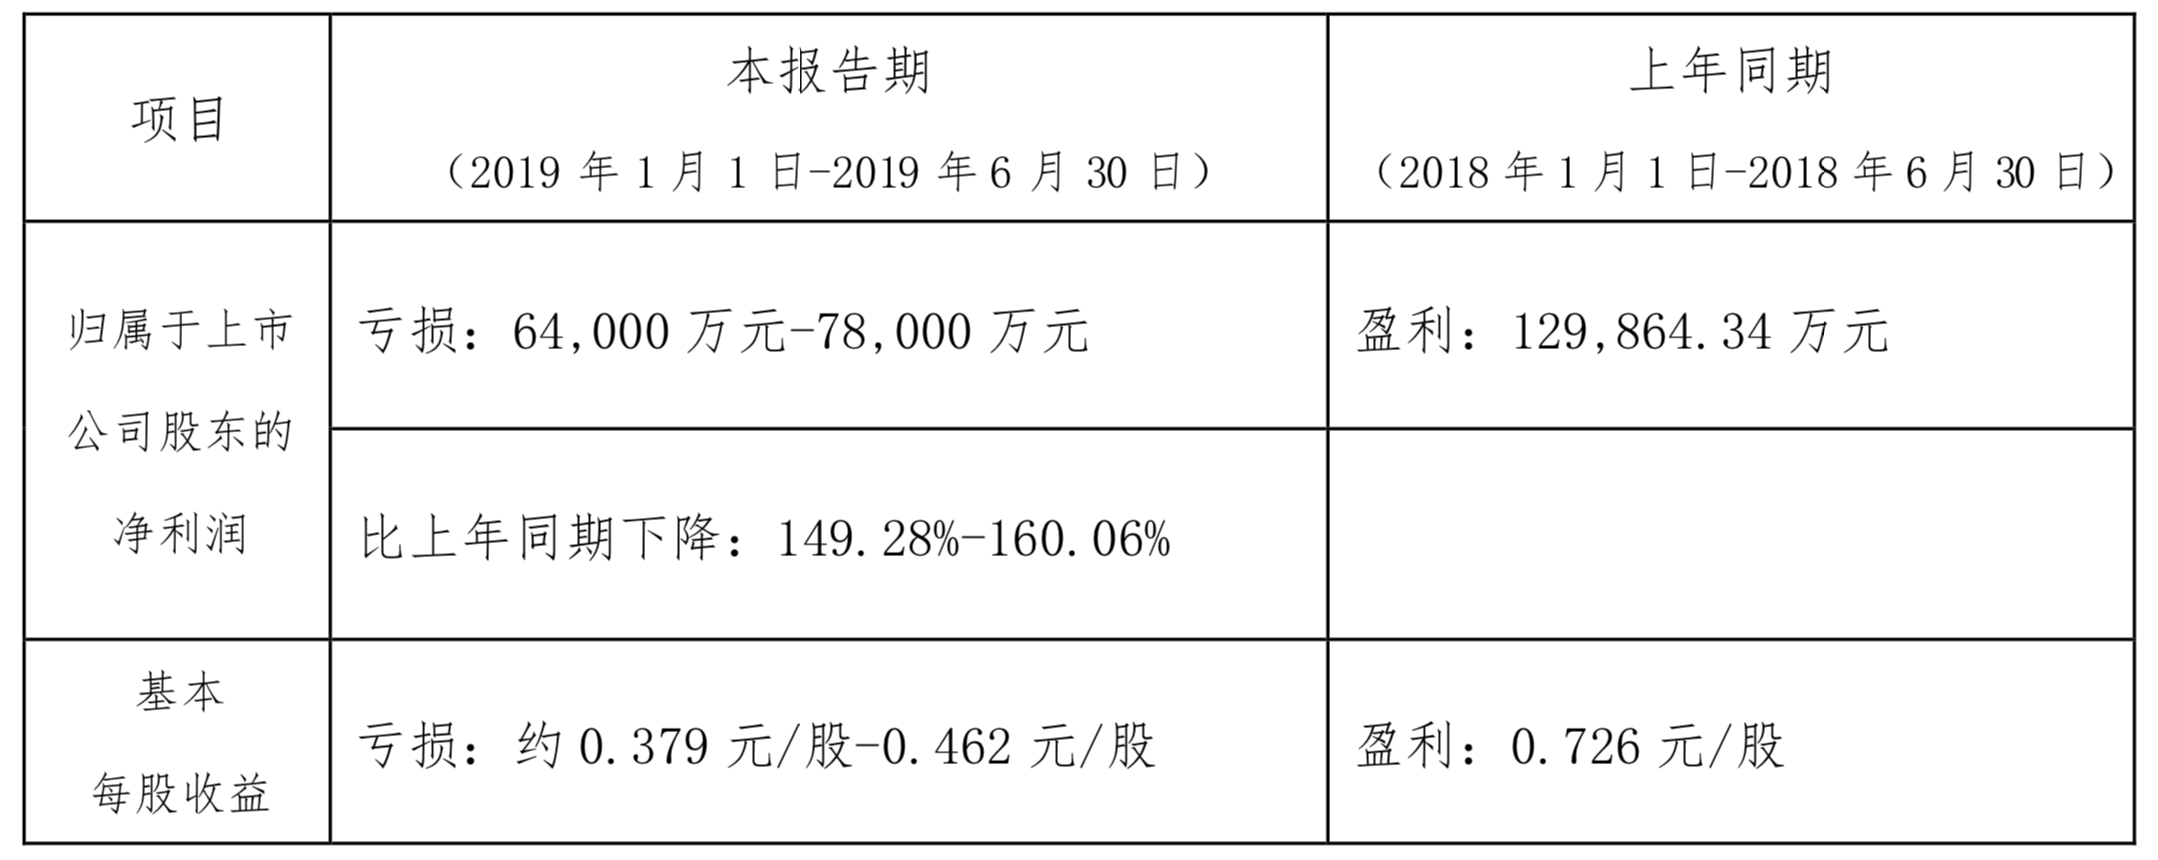 项目
本报告期
（2019 年 1 月 1 日-2019 年 6 月 30 日）
上年同期
（2018 年 1 月 1 日-2018 年 6 月 30 日）
归属于上市
公司股东的
净利润
亏损：64,000 万元-78,000 万元
盈利：129,864.34 万元
比上年同期下降：149.28%-160.06%
基本
每股收益
亏损：约 0.379 元/股-0.462 元/股
盈利：0.726 元/股